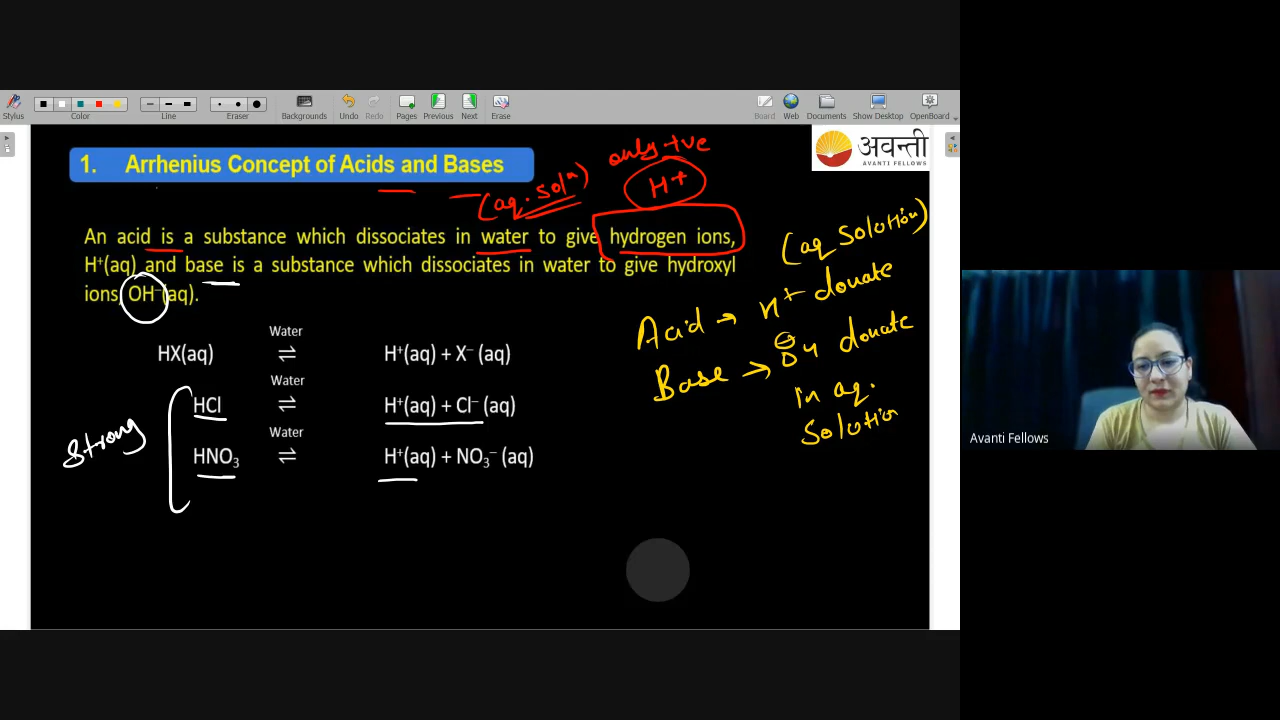 Stylus
Color
Line
Eraser
Backgrounds
Undo
Redo
Pages
Previous
Next
Erase
Board
Web
Documents
Show Desktop
OpenBoard
अवन्ती
AVANTI FELLOWS
1. Arrhenius Concept of Acids and Bases
only +ve
H+
(aq. solⁿ)
An acid is a substance which dissociates in water to give hydrogen ions,
H⁺(aq) and base is a substance which dissociates in water to give hydroxyl
ions, OH⁻(aq).
(aq solution)
Acid → H+ donate
Base → OH donate
in aq.
solution
Water
HX(aq) ⇌ H⁺(aq) + X⁻ (aq)
Water
HCl ⇌ H⁺(aq) + Cl⁻ (aq)
Water
HNO₃ ⇌ H⁺(aq) + NO₃⁻ (aq)
Strong
Avanti Fellows